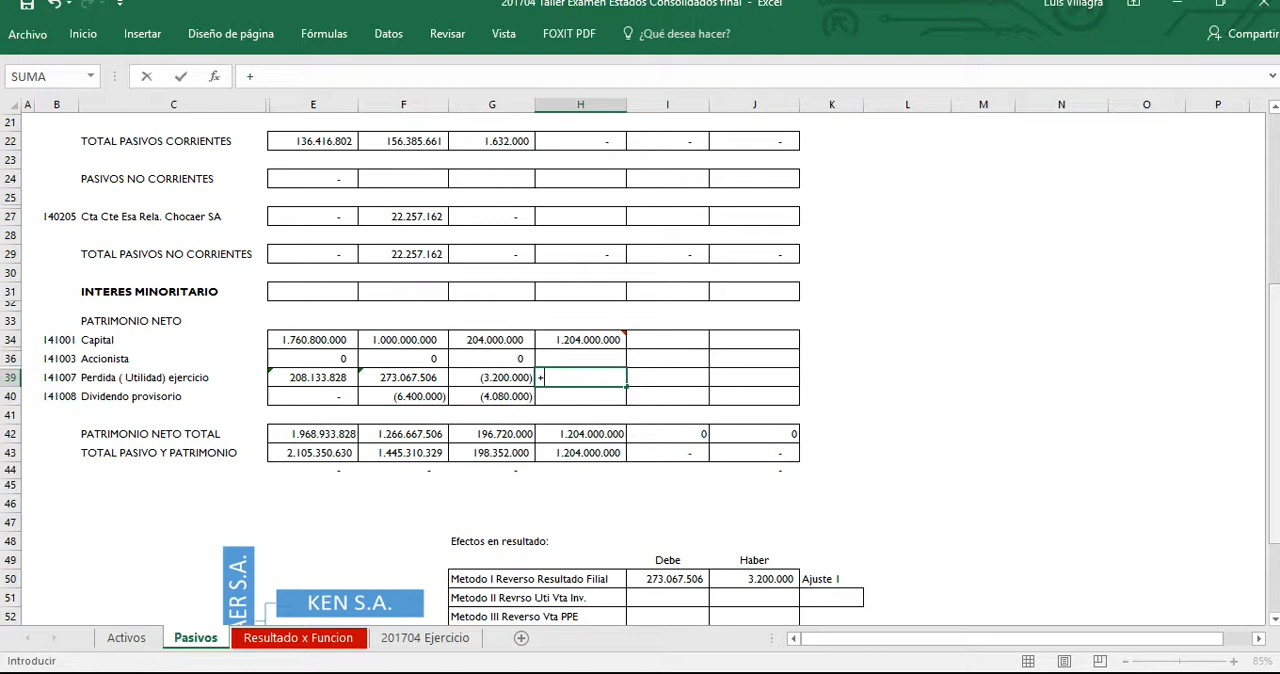 201704 Taller Examen Estados Consolidados final - Excel
Luis Villagra
Archivo Inicio Insertar Diseño de página Fórmulas Datos Revisar Vista FOXIT PDF ¿Qué desea hacer? Compartir
SUMA fx +
A B C E F G H I J K L M N O P
21
22 TOTAL PASIVOS CORRIENTES 136.416.802 156.385.661 1.632.000 - - -
23
24 PASIVOS NO CORRIENTES -
25
27 140205 Cta Cte Esa Rela. Chocaer SA - 22.257.162 -
28
29 TOTAL PASIVOS NO CORRIENTES - 22.257.162 - - - -
30
31 INTERES MINORITARIO
32
33 PATRIMONIO NETO
34 141001 Capital 1.760.800.000 1.000.000.000 204.000.000 1.204.000.000
36 141003 Accionista 0 0 0
39 141007 Perdida ( Utilidad) ejercicio 208.133.828 273.067.506 (3.200.000) +
40 141008 Dividendo provisorio - (6.400.000) (4.080.000)
41
42 PATRIMONIO NETO TOTAL 1.968.933.828 1.266.667.506 196.720.000 1.204.000.000 0 0
43 TOTAL PASIVO Y PATRIMONIO 2.105.350.630 1.445.310.329 198.352.000 1.204.000.000 - -
44 - - - -
45
46
47
48 Efectos en resultado:
49 Debe Haber
50 Metodo I Reverso Resultado Filial 273.067.506 3.200.000 Ajuste 1
51 Metodo II Revrso Uti Vta Inv.
52 Metodo III Reverso Vta PPE
AER S.A.
KEN S.A.
Activos Pasivos Resultado x Funcion 201704 Ejercicio
Introducir 85%